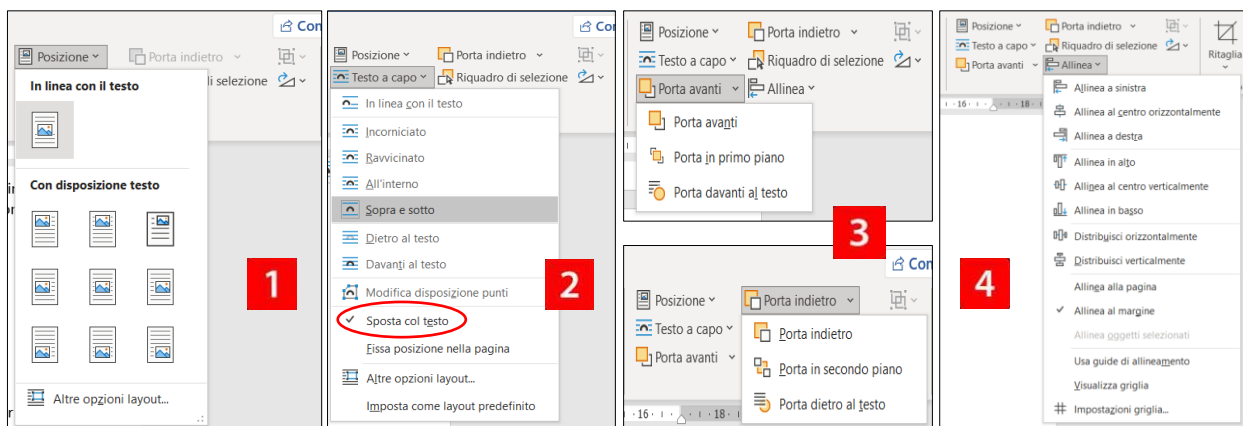 Con
Posizione
Porta indietro
li selezione
In linea con il testo
Con disposizione testo
Altre opzioni layout...
1
Co
Posizione
Porta indietro
Testo a capo
Riquadro di selezione
In linea con il testo
Incorniciato
Ravvicinato
All'interno
Sopra e sotto
Dietro al testo
Davanti al testo
Modifica disposizione punti
Sposta col testo
Fissa posizione nella pagina
Altre opzioni layout...
Imposta come layout predefinito
2
Posizione
Porta indietro
Testo a capo
Riquadro di selezione
Porta avanti
Allinea
Porta avanti
Porta in primo piano
Porta davanti al testo
3
Con
Posizione
Porta indietro
Testo a capo
Porta avanti
Porta indietro
Porta in secondo piano
Porta dietro al testo
· 16 · · 18 ·
Posizione
Porta indietro
Testo a capo
Riquadro di selezione
Porta avanti
Allinea
Ritaglia
· 16 · · 18 ·
Allinea a sinistra
Allinea al centro orizzontalmente
Allinea a destra
Allinea in alto
Allinea al centro verticalmente
Allinea in basso
Distribuisci orizzontalmente
Distribuisci verticalmente
Allinea alla pagina
Allinea al margine
Allinea oggetti selezionati
Usa guide di allineamento
Visualizza griglia
Impostazioni griglia...
4